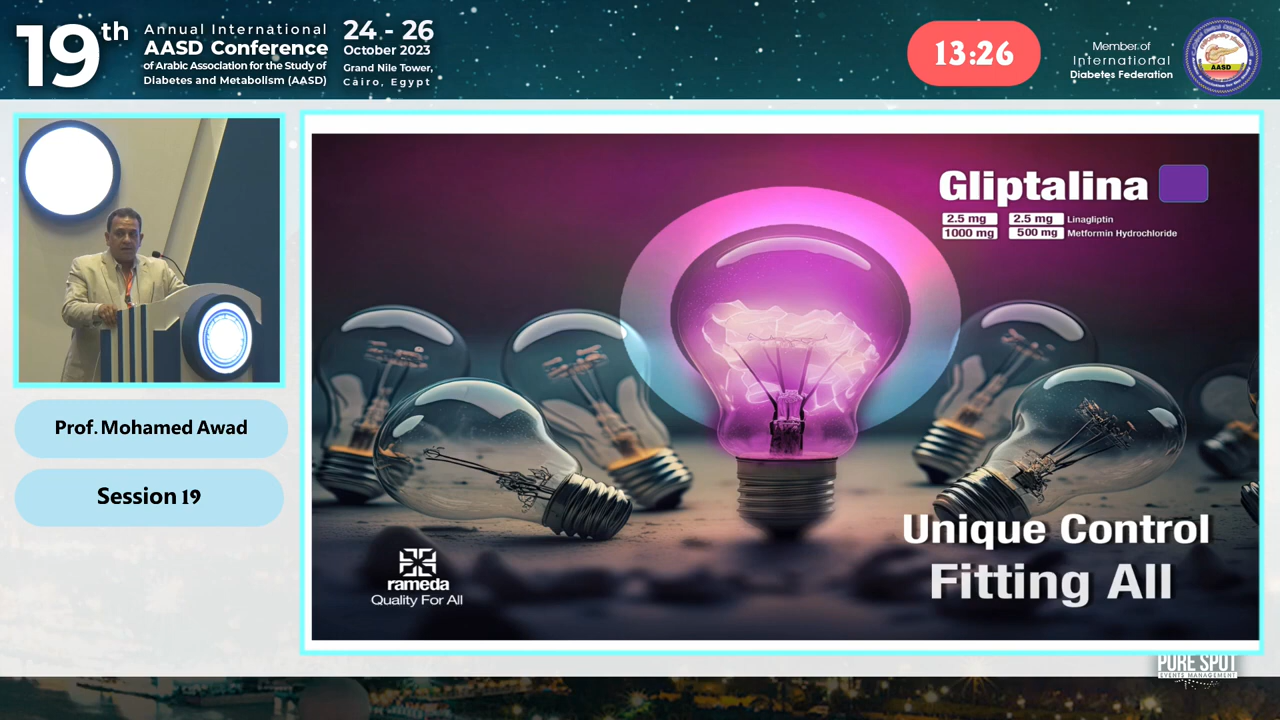 19th
Annual International
AASD Conference
of Arabic Association for the Study of
Diabetes and Metabolism (AASD)
24 - 26
October 2023
Grand Nile Tower,
Cairo, Egypt
13:26
Member of
International
Diabetes Federation
AASD
Prof. Mohamed Awad
Session 19
Gliptalina
2.5 mg 2.5 mg Linagliptin
1000 mg 500 mg Metformin Hydrochloride
Unique Control
Fitting All
rameda
Quality For All
PURE SPOT
EVENTS MANAGEMENT